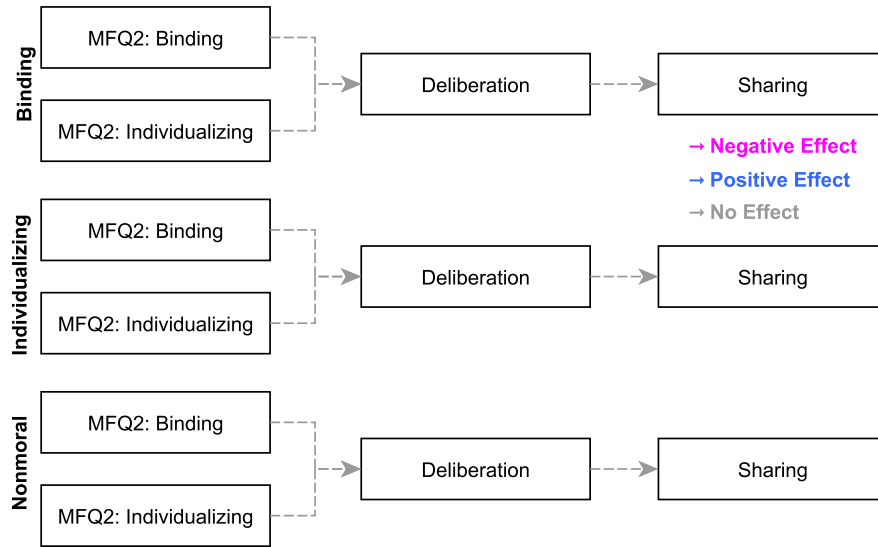 Binding
MFQ2: Binding
MFQ2: Individualizing
Deliberation
Sharing
→ Negative Effect
→ Positive Effect
→ No Effect
Individualizing
MFQ2: Binding
MFQ2: Individualizing
Deliberation
Sharing
Nonmoral
MFQ2: Binding
MFQ2: Individualizing
Deliberation
Sharing